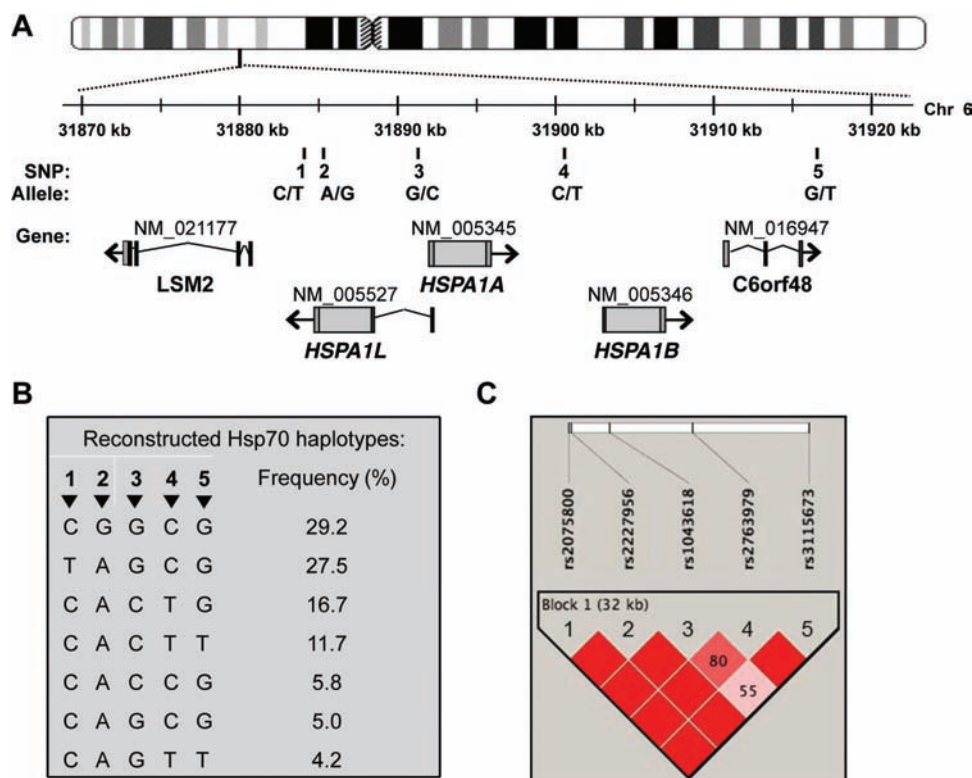 A
Chr 6
31870 kb 31880 kb 31890 kb 31900 kb 31910 kb 31920 kb
SNP: 1 2 3 4 5
Allele: C/T A/G G/C C/T G/T
Gene: NM_021177 NM_005345 NM_016947
LSM2 HSPA1A C6orf48
NM_005527 NM_005346
HSPA1L HSPA1B
B
Reconstructed Hsp70 haplotypes:
1 2 3 4 5 Frequency (%)
C G G C G 29.2
T A G C G 27.5
C A C T G 16.7
C A C T T 11.7
C A C C G 5.8
C A G C G 5.0
C A G T T 4.2
C
rs2075800
rs2227956
rs1043618
rs2763979
rs3115673
Block 1 (32 kb)
1 2 3 4 5
80
55